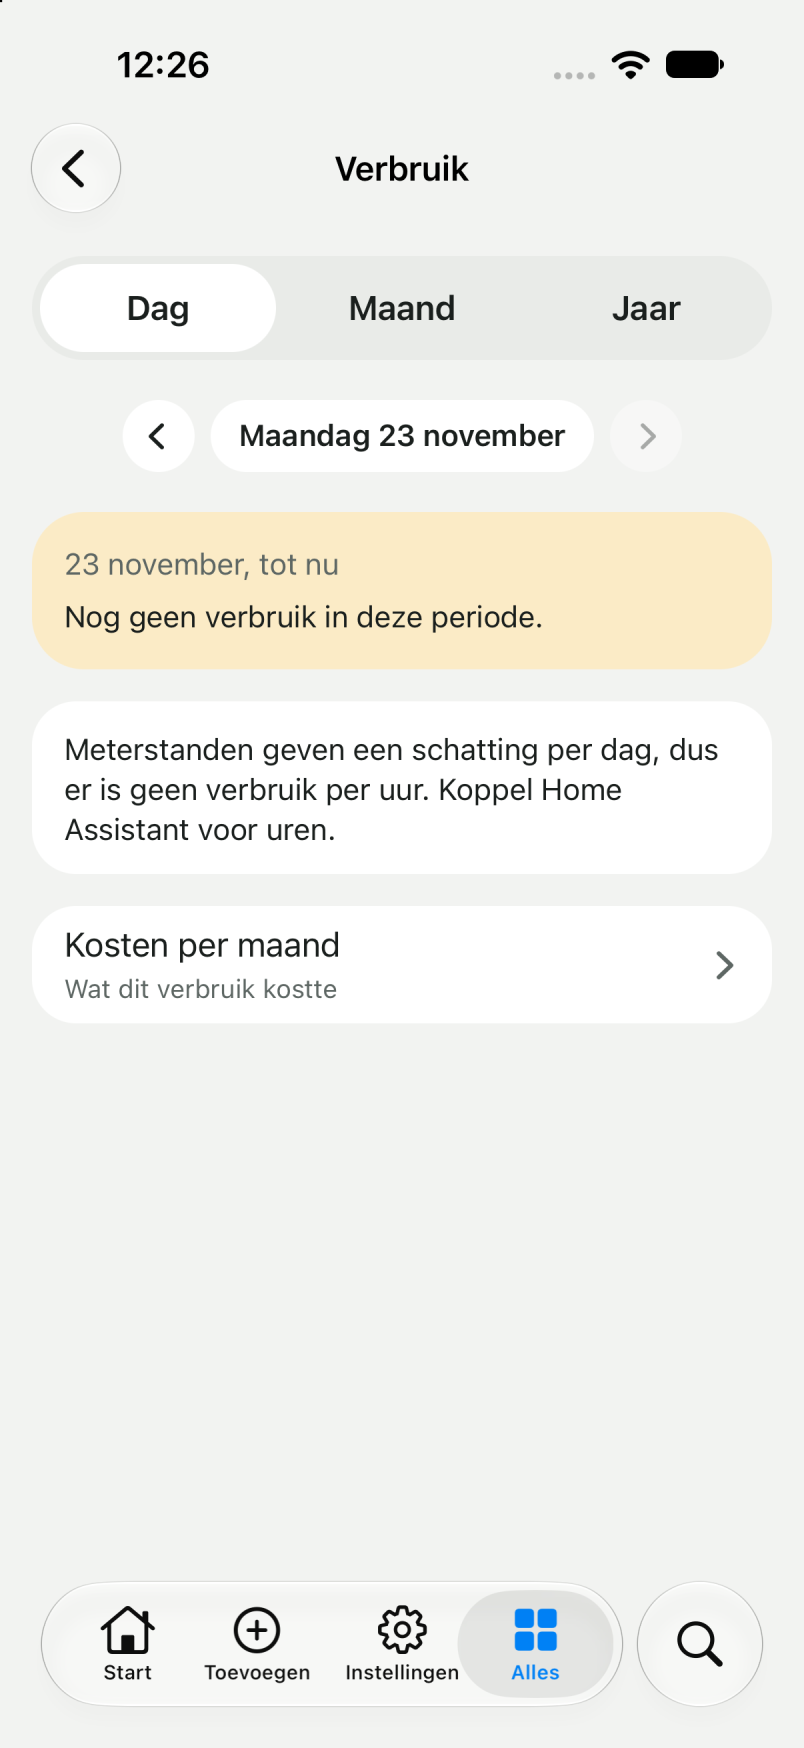 12:26
Verbruik
Dag
Maand
Jaar
Maandag 23 november
23 november, tot nu
Nog geen verbruik in deze periode.
Meterstanden geven een schatting per dag, dus
er is geen verbruik per uur. Koppel Home
Assistant voor uren.
Kosten per maand
Wat dit verbruik kostte
Start
Toevoegen
Instellingen
Alles